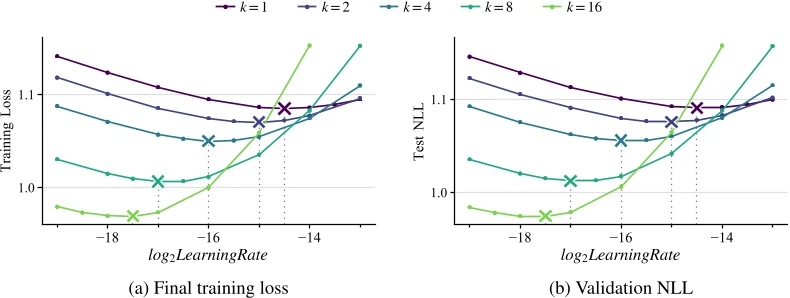 k = 1 k = 2 k = 4 k = 8 k = 16
Training Loss
1.1
1.0
−18 −16 −14
log2LearningRate
(a) Final training loss
Test NLL
1.1
1.0
−18 −16 −14
log2LearningRate
(b) Validation NLL